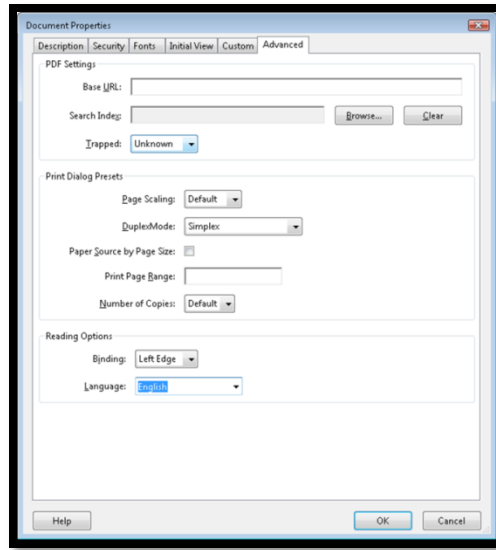 Document Properties
Description Security Fonts Initial View Custom Advanced
PDF Settings
Base URL:
Search Index: Browse... Clear
Trapped: Unknown
Print Dialog Presets
Page Scaling: Default
DuplexMode: Simplex
Paper Source by Page Size:
Print Page Range:
Number of Copies: Default
Reading Options
Binding: Left Edge
Language: English
Help OK Cancel